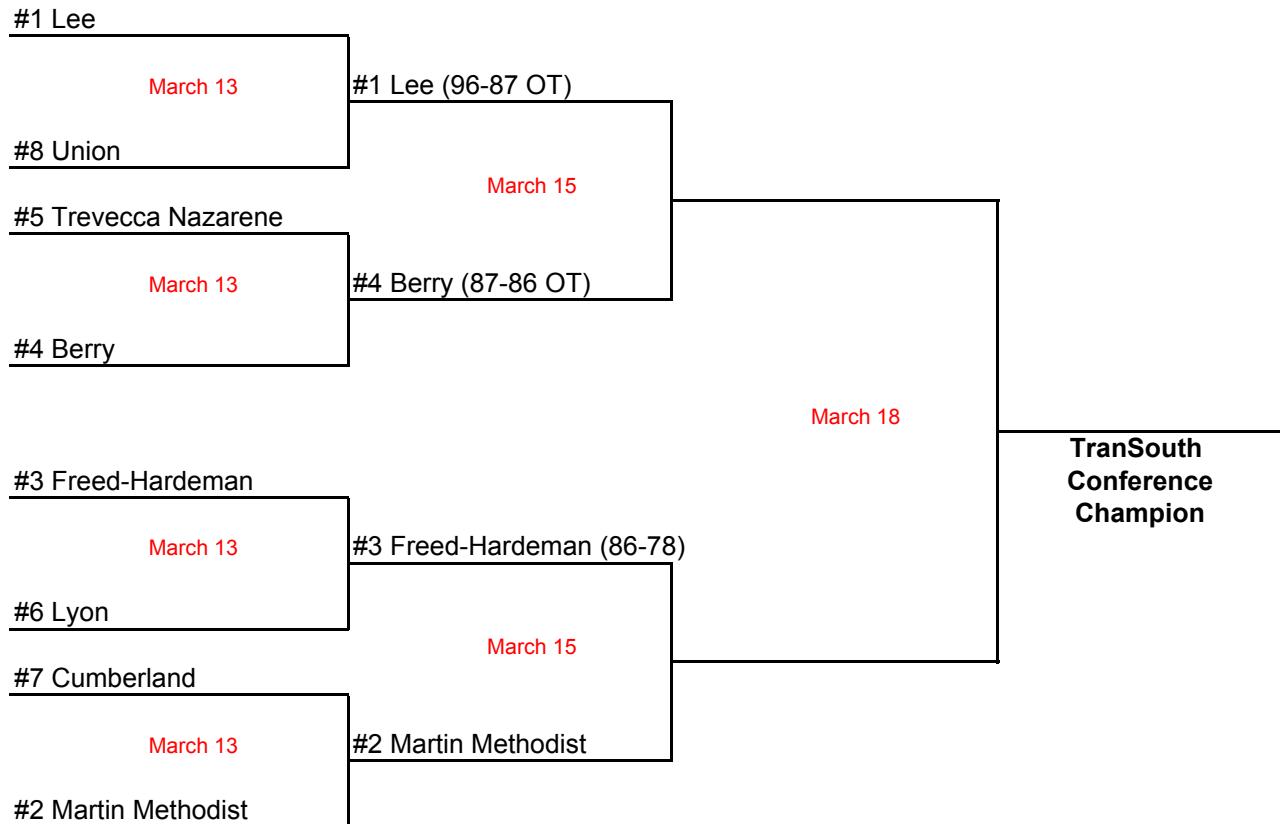 #1 Lee
March 13
#1 Lee (96-87 OT)
#8 Union
March 15
#5 Trevecca Nazarene
March 13
#4 Berry (87-86 OT)
#4 Berry
March 18
TranSouth
Conference
Champion
#3 Freed-Hardeman
March 13
#3 Freed-Hardeman (86-78)
#6 Lyon
March 15
#7 Cumberland
March 13
#2 Martin Methodist
#2 Martin Methodist